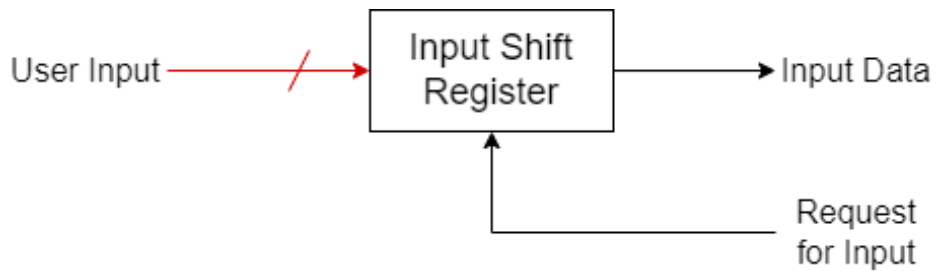 User Input
Input Shift
Register
Input Data
Request
for Input